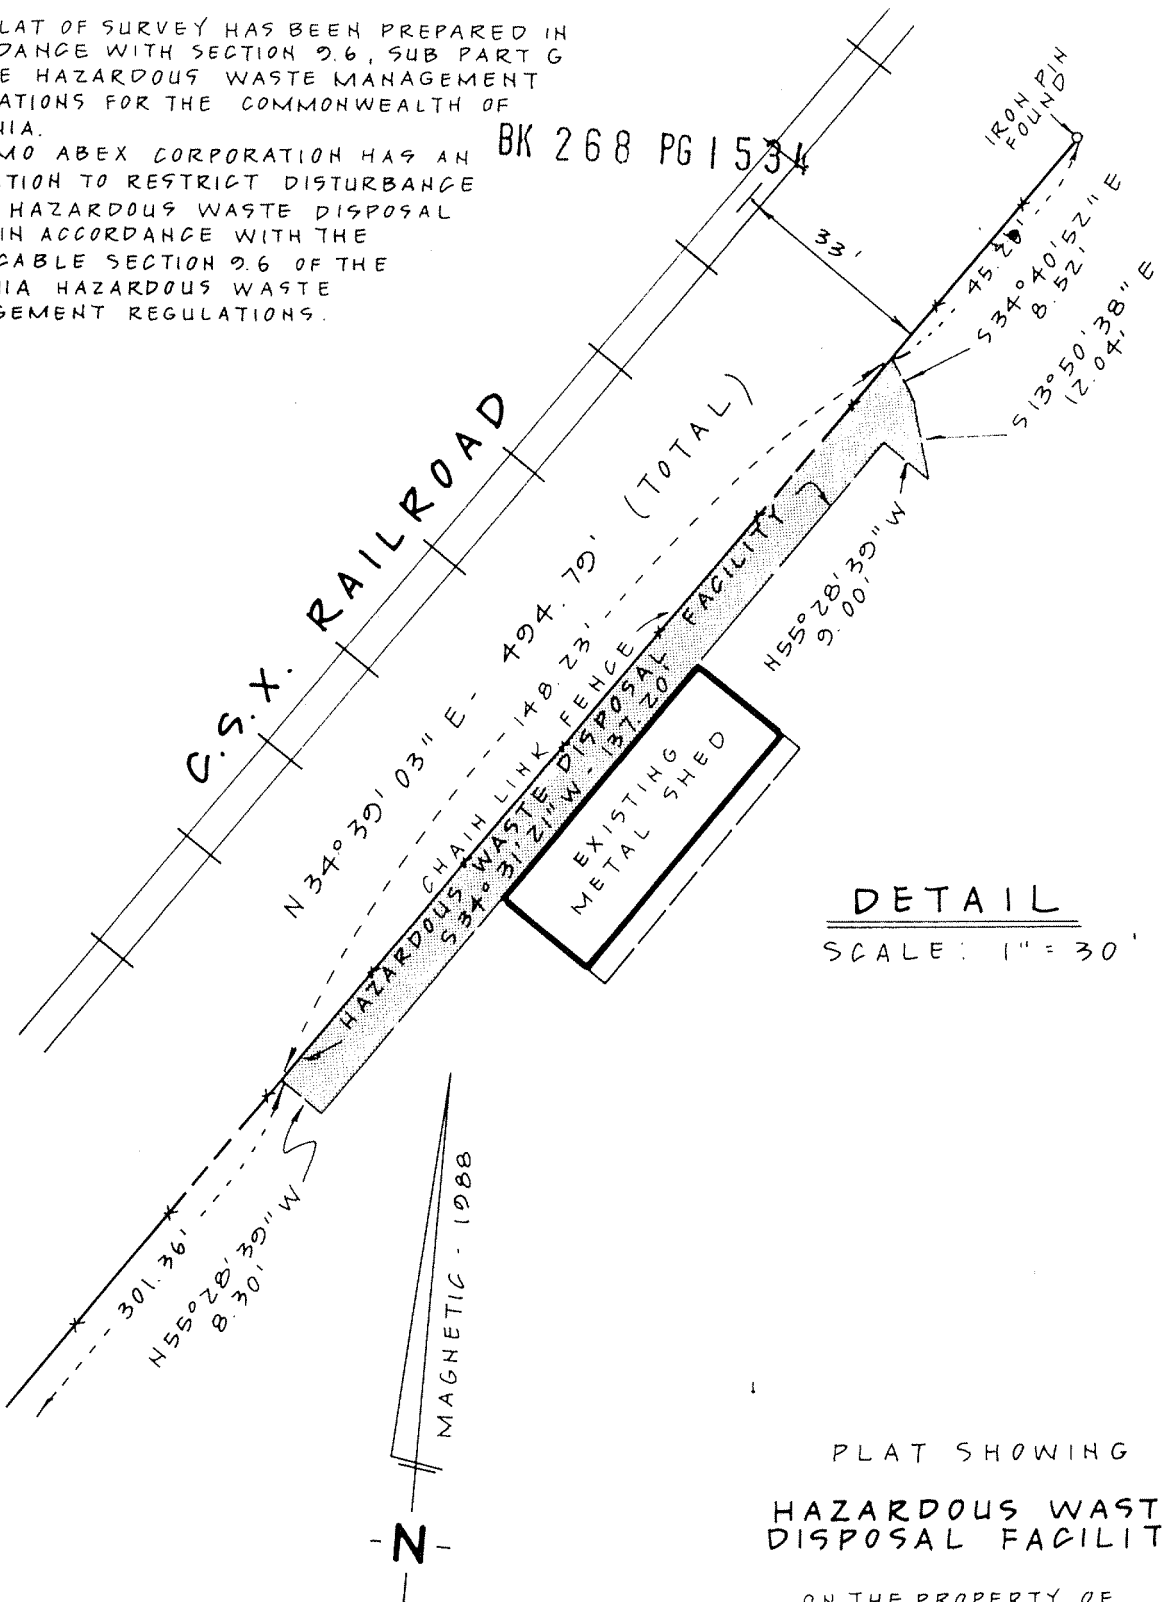 LAT OF SURVEY HAS BEEN PREPARED IN
DANCE WITH SECTION 9.6, SUB PART G
E HAZARDOUS WASTE MANAGEMENT
ATIONS FOR THE COMMONWEALTH OF
NIA.
MO ABEX CORPORATION HAS AN
TION TO RESTRICT DISTURBANCE
HAZARDOUS WASTE DISPOSAL
IN ACCORDANCE WITH THE
CABLE SECTION 9.6 OF THE
NIA HAZARDOUS WASTE
GEMENT REGULATIONS.
BK 268 PG 1534
IRON PIN
FOUND
33'
45.26'
S34°40'52"E
8.52'
S13°50'38"E
12.04'
C.S.X. RAILROAD
N34°39'03"E - 494.79' (TOTAL)
148.23'
CHAIN LINK FENCE
HAZARDOUS WASTE DISPOSAL FACILITY
S34°31'21"W - 137.20'
N55°28'39"W
9.00'
EXISTING
METAL SHED
DETAIL
SCALE: 1" = 30'
301.36'
N55°28'39"W
8.30'
MAGNETIC - 1988
-N-
PLAT SHOWING
HAZARDOUS WAST
DISPOSAL FACILIT
ON THE PROPERTY OF